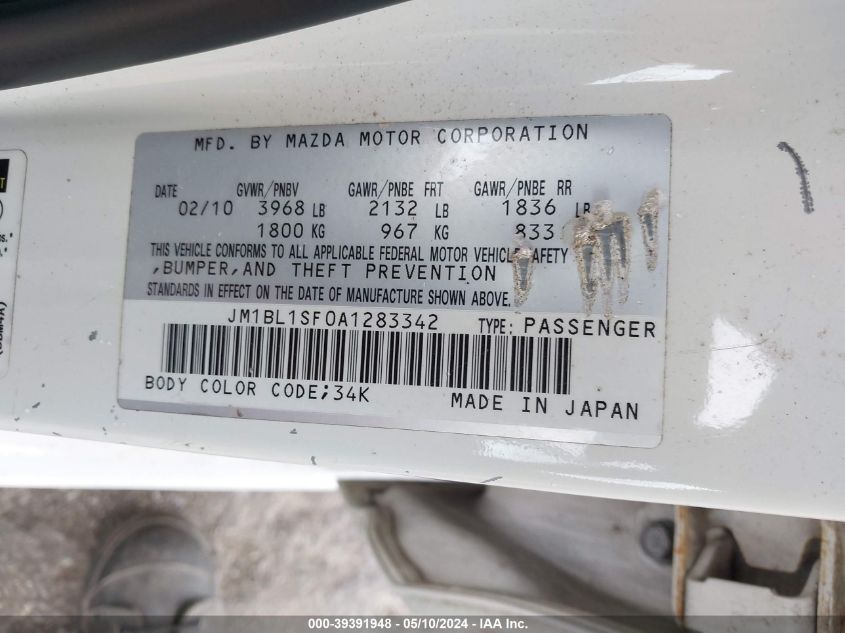 MFD. BY MAZDA MOTOR CORPORATION
DATE GVWR/PNBV GAWR/PNBE FRT GAWR/PNBE RR
02/10 3968 LB 2132 LB 1836 LB
1800 KG 967 KG 833
THIS VEHICLE CONFORMS TO ALL APPLICABLE FEDERAL MOTOR VEHICLE SAFETY
,BUMPER,AND THEFT PREVENTION
STANDARDS IN EFFECT ON THE DATE OF MANUFACTURE SHOWN ABOVE.
JM1BL1SF0A1283342 TYPE: PASSENGER
BODY COLOR CODE;34K MADE IN JAPAN
000-39391948 - 05/10/2024 - IAA Inc.